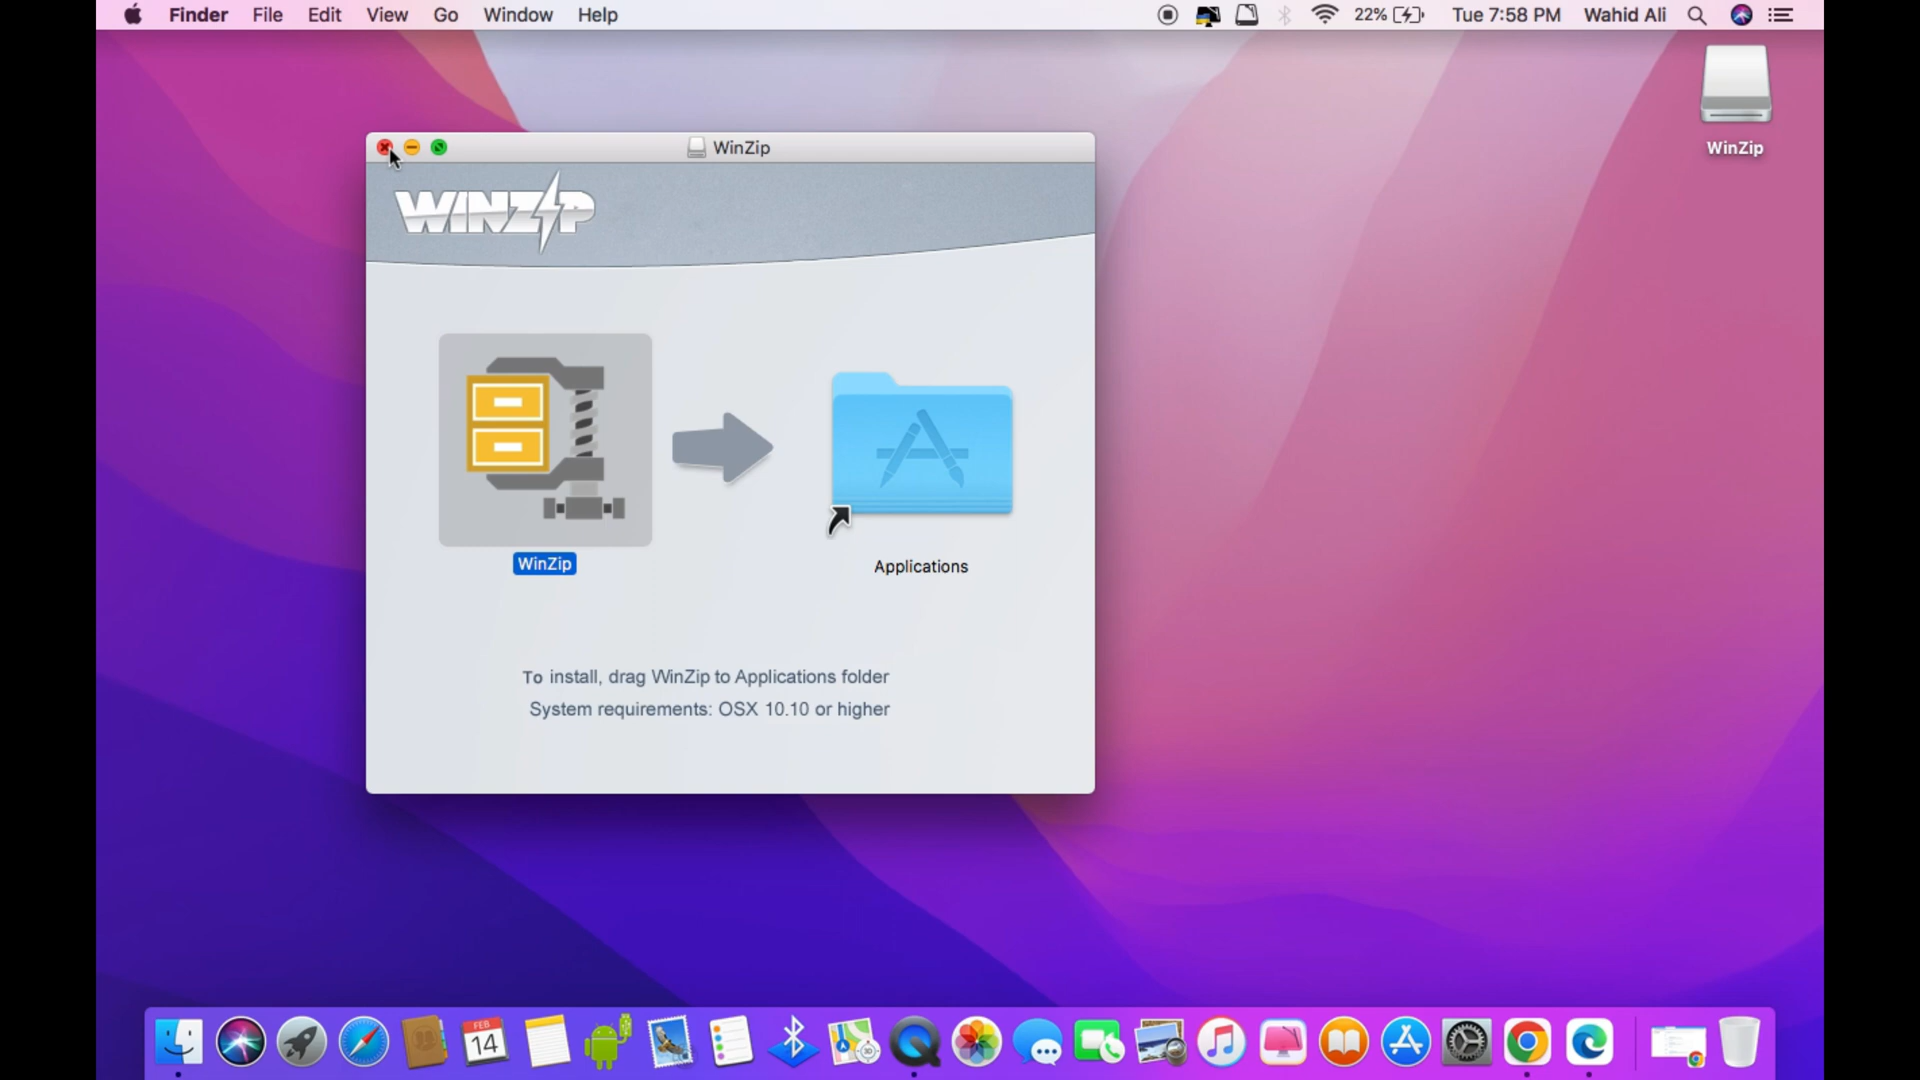 Finder File Edit View Go Window Help 22% Tue 7:58 PM Wahid Ali
WinZip
WinZip
WINZIP
WinZip
Applications
To install, drag WinZip to Applications folder
System requirements: OSX 10.10 or higher
FEB
14
3D